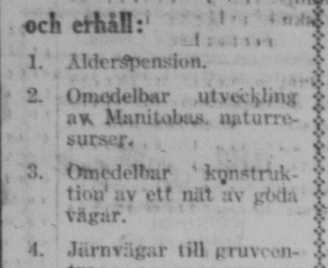 och erhåll:
1. Ålderspension.
2. Omedelbar utveckling
av Manitobas naturre-
surser.
3. Omedelbar konstruk-
tion av ett nät av goda
vägar.
4. Järnvägar till gruvcen-